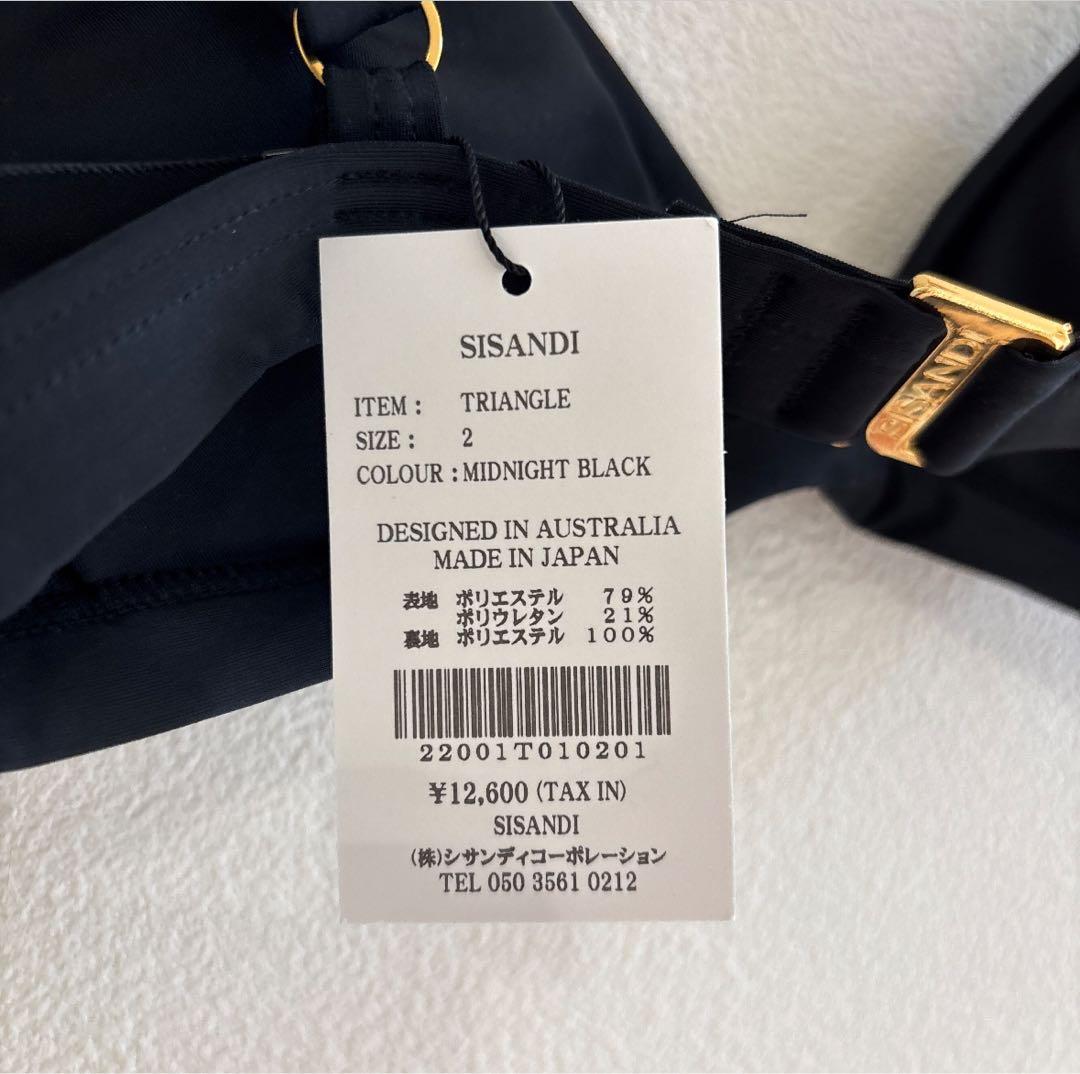 SISANDI
ITEM : TRIANGLE
SIZE : 2
COLOUR : MIDNIGHT BLACK
DESIGNED IN AUSTRALIA
MADE IN JAPAN
表地 ポリエステル 79%
ポリウレタン 21%
裏地 ポリエステル 100%
22001T010201
¥12,600 (TAX IN)
SISANDI
(株)シサンディコーポレーション
TEL 050 3561 0212
SISANDI